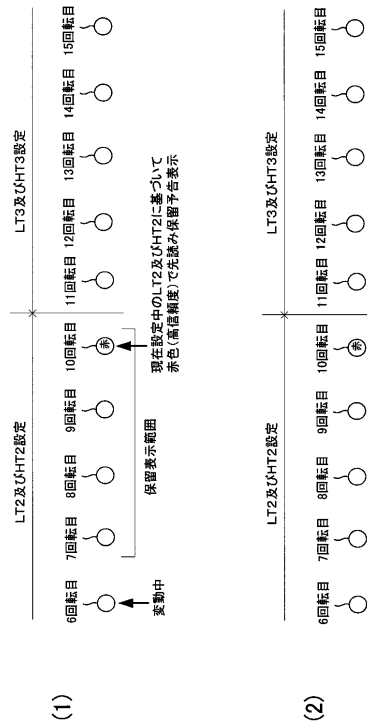 (1)
LT2及びHT2設定
LT3及びHT3設定
6回転目
7回転目
8回転目
9回転目
10回転目
11回転目
12回転目
13回転目
14回転目
15回転目
赤
変動中
保留表示範囲
現在設定中のLT2及びHT2に基づいて
赤色(高信頼度)で先読み保留予告表示
(2)
LT2及びHT2設定
LT3及びHT3設定
6回転目
7回転目
8回転目
9回転目
10回転目
11回転目
12回転目
13回転目
14回転目
15回転目
赤